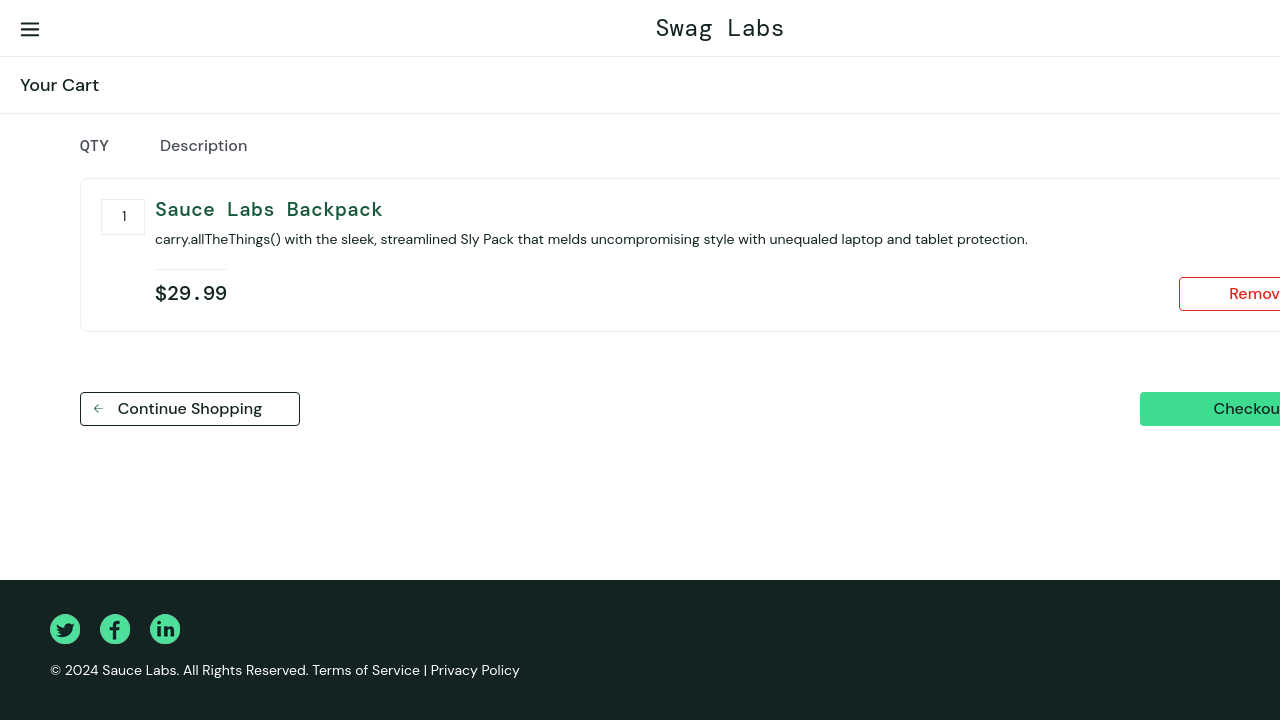 Swag Labs
Your Cart
QTY Description
1 Sauce Labs Backpack
carry.allTheThings() with the sleek, streamlined Sly Pack that melds uncompromising style with unequaled laptop and tablet protection.
$29.99 Remov
Continue Shopping Checkou
© 2024 Sauce Labs. All Rights Reserved. Terms of Service | Privacy Policy